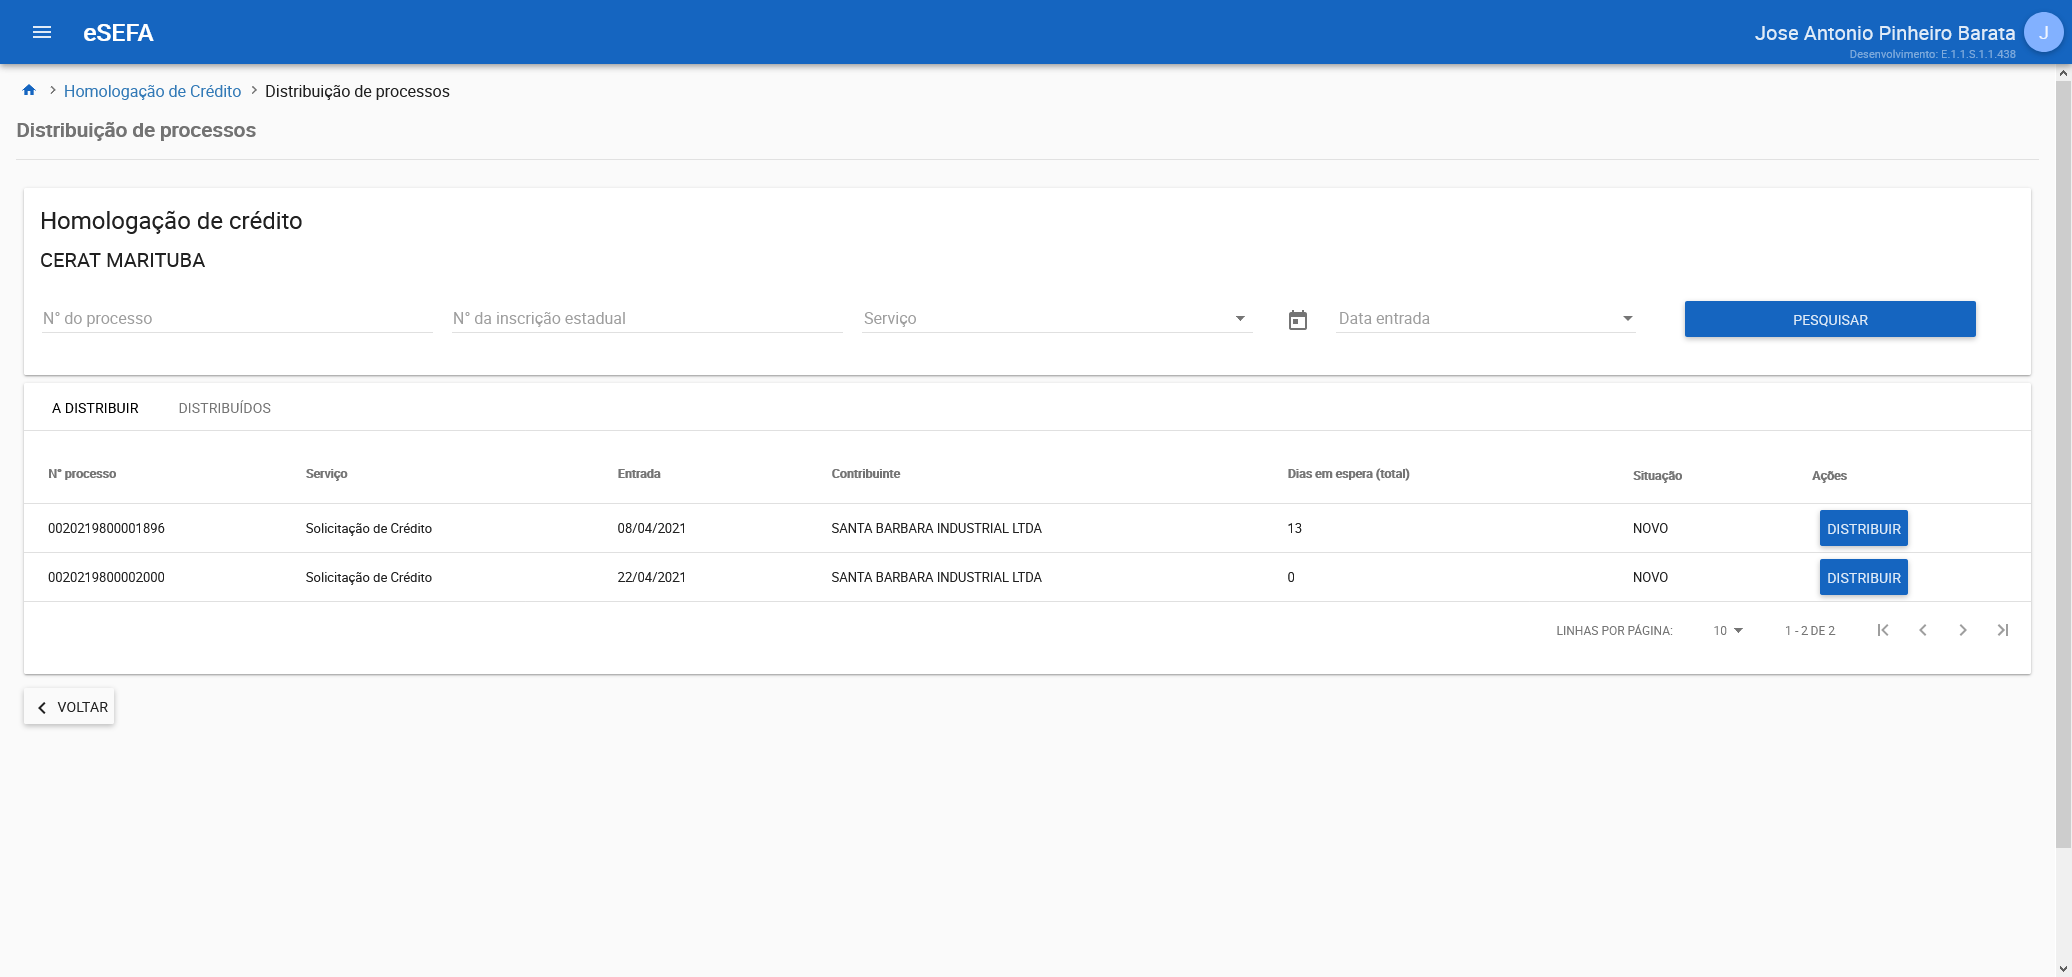 eSEFA
Jose Antonio Pinheiro Barata
J
Desenvolvimento: E.1.1.S.1.1.438
Homologação de Crédito
Distribuição de processos
Distribuição de processos
Homologação de crédito
CERAT MARITUBA
N° do processo
N° da inscrição estadual
Serviço
Data entrada
PESQUISAR
A DISTRIBUIR
DISTRIBUÍDOS
N° processo Serviço Entrada Contribuinte Dias em espera (total) Situação Ações
0020219800001896 Solicitação de Crédito 08/04/2021 SANTA BARBARA INDUSTRIAL LTDA 13 NOVO DISTRIBUIR
0020219800002000 Solicitação de Crédito 22/04/2021 SANTA BARBARA INDUSTRIAL LTDA 0 NOVO DISTRIBUIR
LINHAS POR PÁGINA: 10 1 - 2 DE 2
VOLTAR